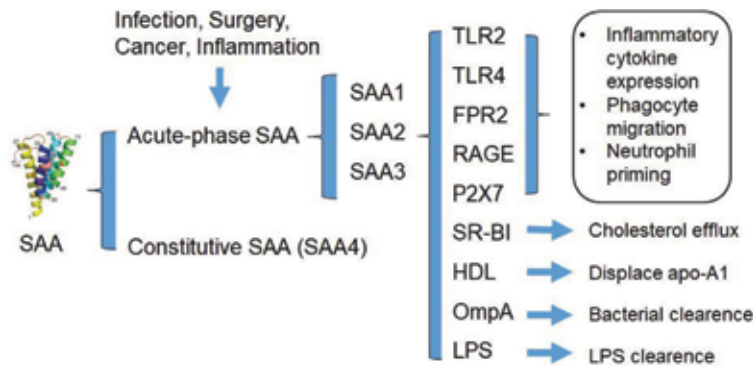 Infection, Surgery,
Cancer, Inflammation
Acute-phase SAA
SAA
Constitutive SAA (SAA4)
SAA1
SAA2
SAA3
TLR2
TLR4
FPR2
RAGE
P2X7
• Inflammatory
cytokine
expression
• Phagocyte
migration
• Neutrophil
priming
SR-BI
Cholesterol efflux
HDL
Displace apo-A1
OmpA
Bacterial clearence
LPS
LPS clearence